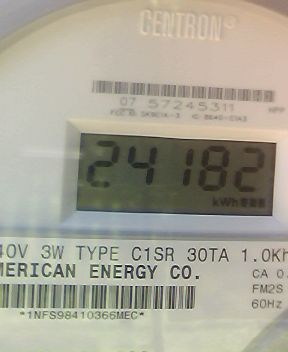 CENTRON®
07 57245311
24182
kWh
40V 3W TYPE C1SR 30TA 1.0Kh
MERICAN ENERGY CO.
CA 0.
FM2S
60Hz
*1NFS98410366MEC*